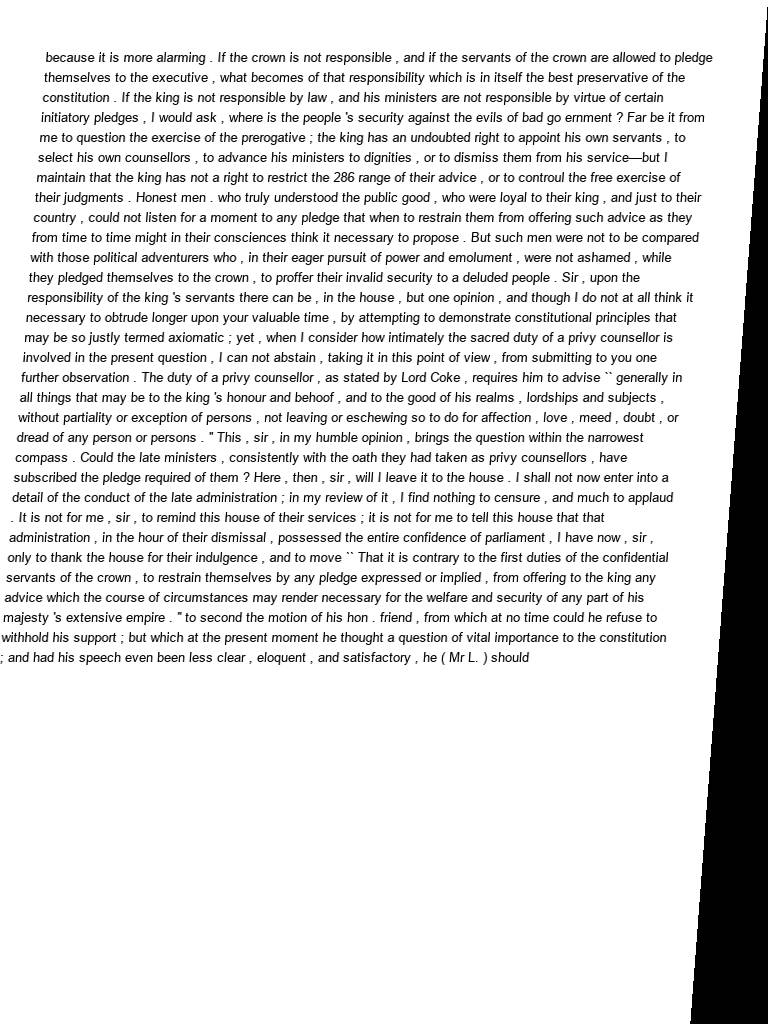 because it is more alarming . If the crown is not responsible , and if the servants of the crown are allowed to pledge
themselves to the executive , what becomes of that responsibility which is in itself the best preservative of the
constitution . If the king is not responsible by law , and his ministers are not responsible by virtue of certain
initiatory pledges , I would ask , where is the people 's security against the evils of bad go ernment ? Far be it from
me to question the exercise of the prerogative ; the king has an undoubted right to appoint his own servants , to
select his own counsellors , to advance his ministers to dignities , or to dismiss them from his service—but I
maintain that the king has not a right to restrict the 286 range of their advice , or to controul the free exercise of
their judgments . Honest men . who truly understood the public good , who were loyal to their king , and just to their
country , could not listen for a moment to any pledge that when to restrain them from offering such advice as they
from time to time might in their consciences think it necessary to propose . But such men were not to be compared
with those political adventurers who , in their eager pursuit of power and emolument , were not ashamed , while
they pledged themselves to the crown , to proffer their invalid security to a deluded people . Sir , upon the
responsibility of the king 's servants there can be , in the house , but one opinion , and though I do not at all think it
necessary to obtrude longer upon your valuable time , by attempting to demonstrate constitutional principles that
may be so justly termed axiomatic ; yet , when I consider how intimately the sacred duty of a privy counsellor is
involved in the present question , I can not abstain , taking it in this point of view , from submitting to you one
further observation . The duty of a privy counsellor , as stated by Lord Coke , requires him to advise `` generally in
all things that may be to the king 's honour and behoof , and to the good of his realms , lordships and subjects ,
without partiality or exception of persons , not leaving or eschewing so to do for affection , love , meed , doubt , or
dread of any person or persons . " This , sir , in my humble opinion , brings the question within the narrowest
compass . Could the late ministers , consistently with the oath they had taken as privy counsellors , have
subscribed the pledge required of them ? Here , then , sir , will I leave it to the house . I shall not now enter into a
detail of the conduct of the late administration ; in my review of it , I find nothing to censure , and much to applaud
. It is not for me , sir , to remind this house of their services ; it is not for me to tell this house that that
administration , in the hour of their dismissal , possessed the entire confidence of parliament , I have now , sir ,
only to thank the house for their indulgence , and to move `` That it is contrary to the first duties of the confidential
servants of the crown , to restrain themselves by any pledge expressed or implied , from offering to the king any
advice which the course of circumstances may render necessary for the welfare and security of any part of his
majesty 's extensive empire . " to second the motion of his hon . friend , from which at no time could he refuse to
withhold his support ; but which at the present moment he thought a question of vital importance to the constitution
; and had his speech even been less clear , eloquent , and satisfactory , he ( Mr L. ) should